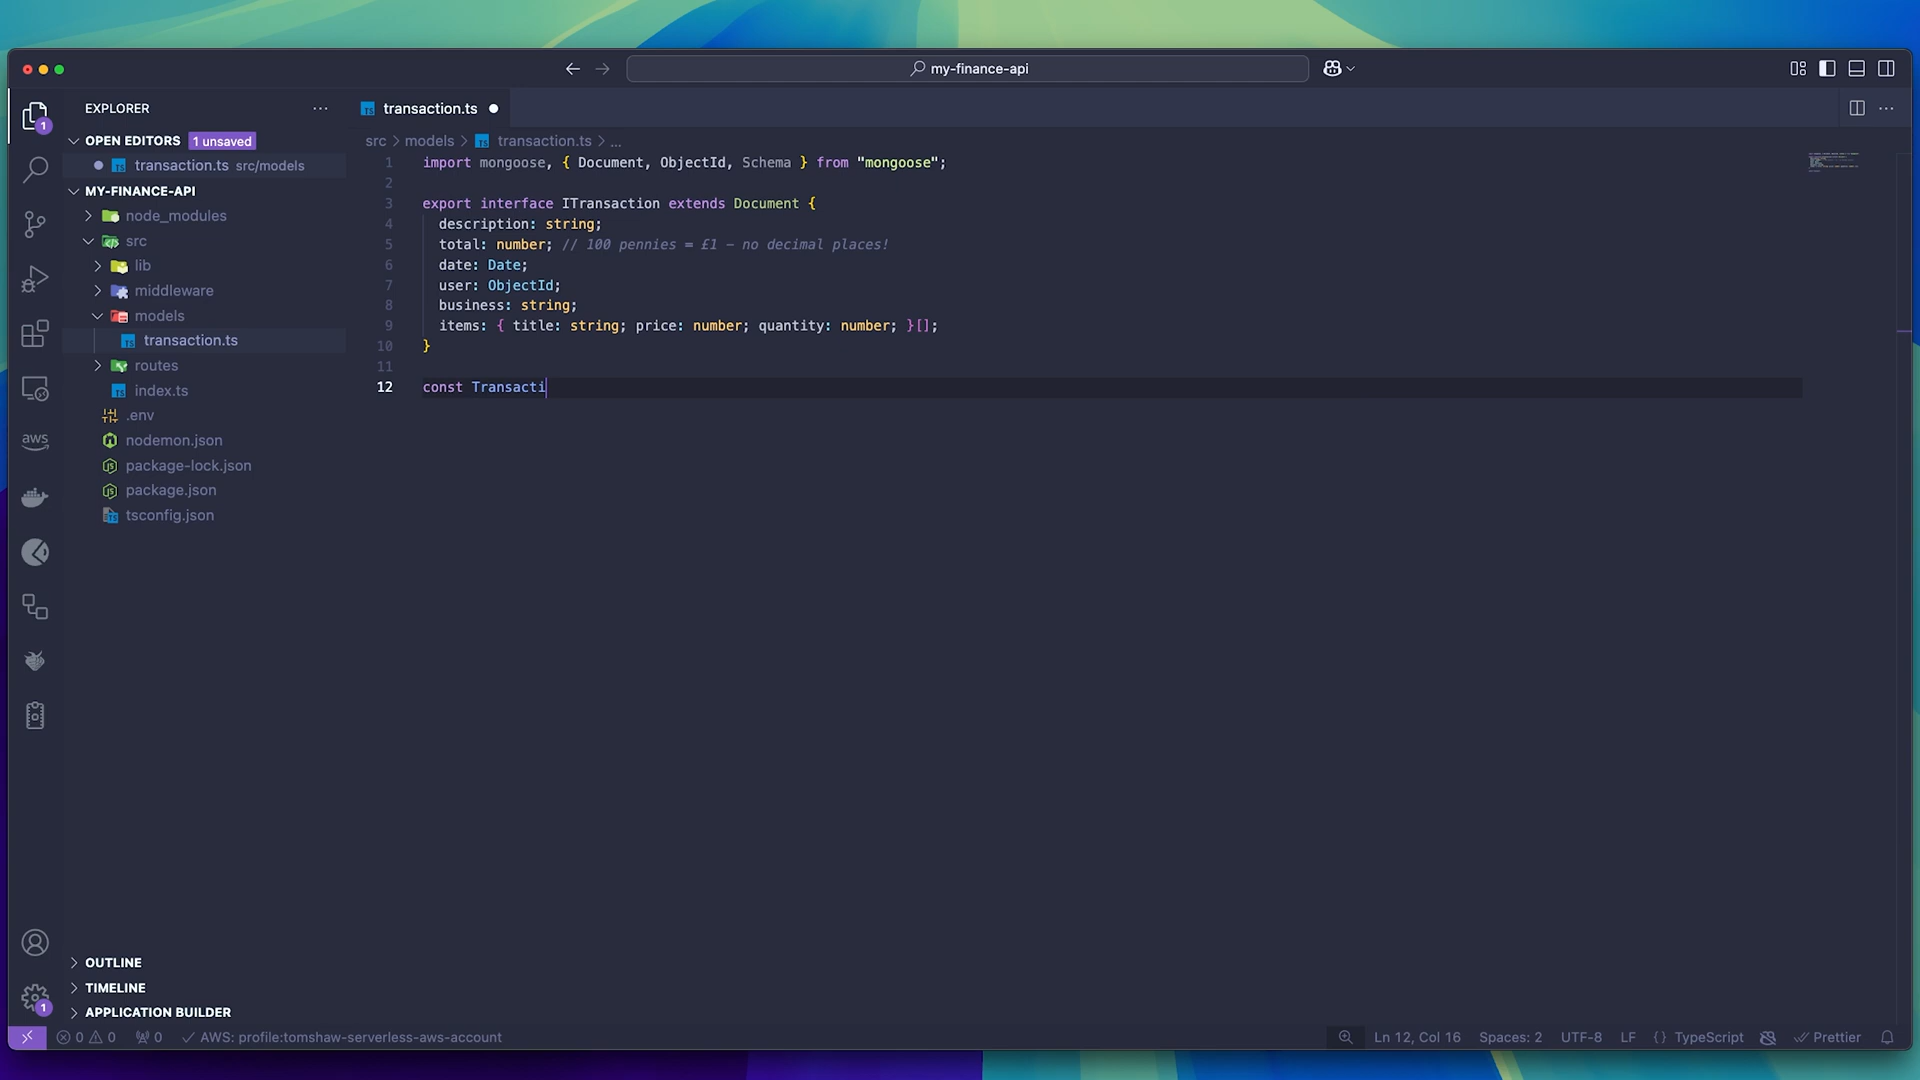 my-finance-api
EXPLORER
transaction.ts
1
OPEN EDITORS 1 unsaved
transaction.ts src/models
MY-FINANCE-API
node_modules
src
lib
middleware
models
transaction.ts
routes
index.ts
.env
nodemon.json
package-lock.json
package.json
tsconfig.json
aws
src > models > transaction.ts > ...
1 import mongoose, { Document, ObjectId, Schema } from "mongoose";
2
3 export interface ITransaction extends Document {
4 description: string;
5 total: number; // 100 pennies = £1 – no decimal places!
6 date: Date;
7 user: ObjectId;
8 business: string;
9 items: { title: string; price: number; quantity: number; }[];
10 }
11
12 const Transacti
OUTLINE
TIMELINE
APPLICATION BUILDER
1
0 0 0 AWS: profile:tomshaw-serverless-aws-account
Ln 12, Col 16 Spaces: 2 UTF-8 LF {} TypeScript Prettier